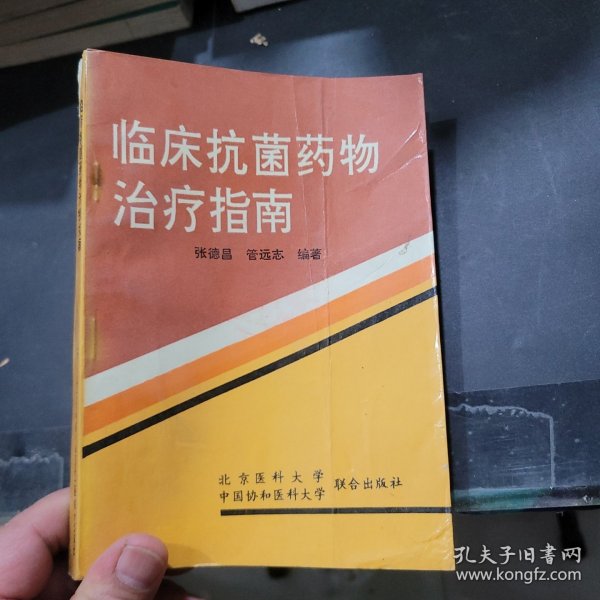 临床抗菌药物
治疗指南
张德昌 管远志 编著
北京医科大学
中国协和医科大学
联合出版社
孔夫子旧书网
www.kongfz.com